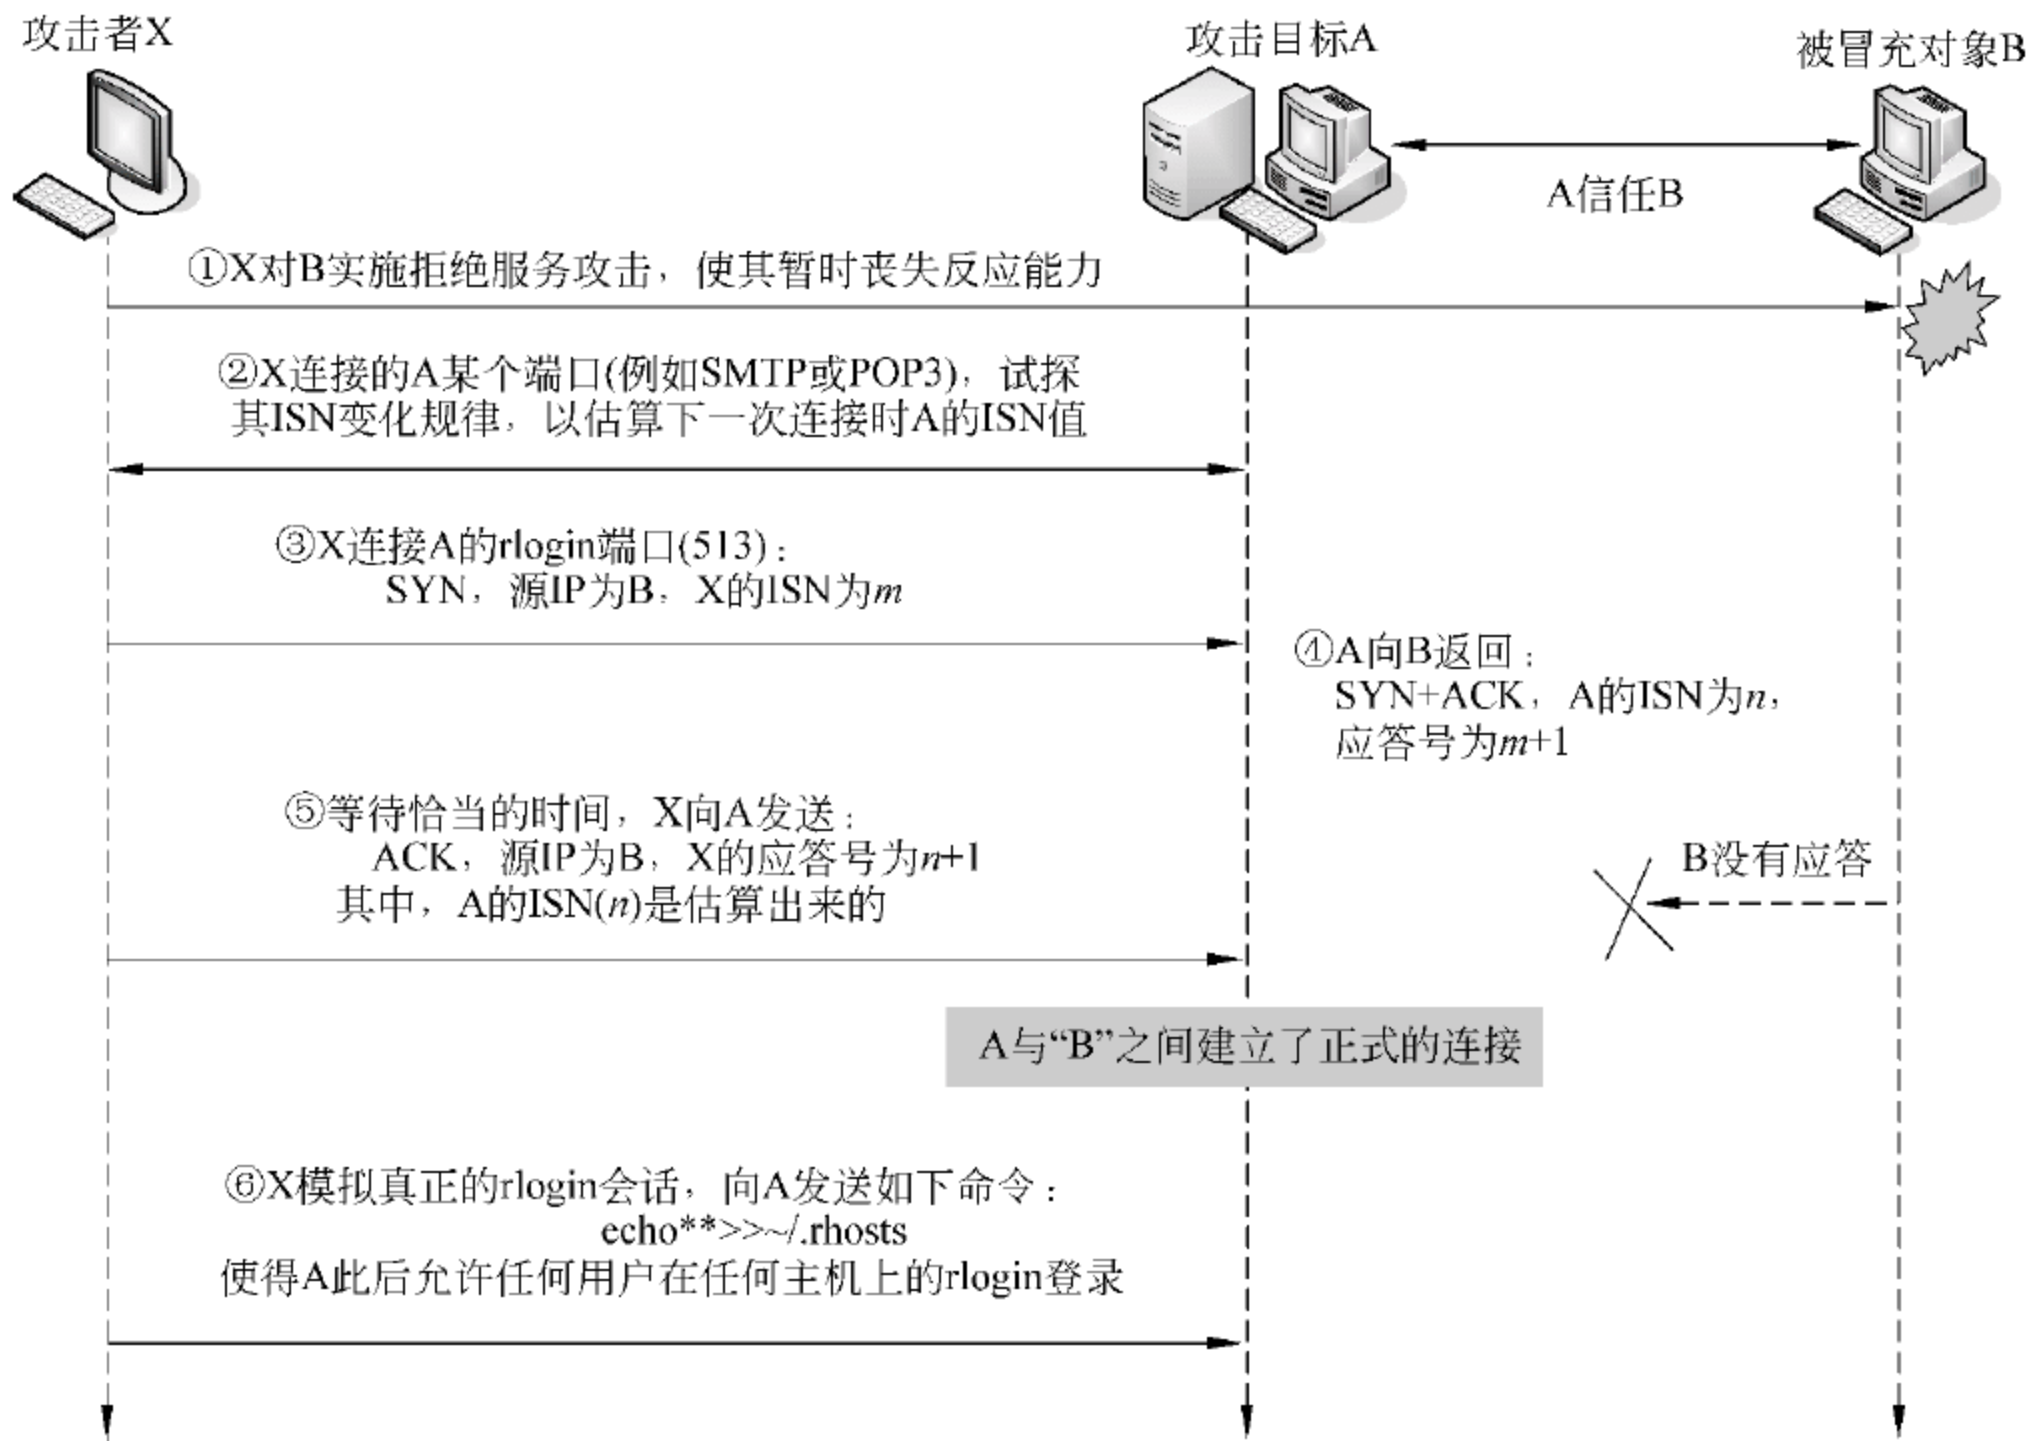 攻击者X
攻击目标A
被冒充对象B
A信任B
①X对B实施拒绝服务攻击，使其暂时丧失反应能力
②X连接的A某个端口(例如SMTP或POP3)，试探
其ISN变化规律，以估算下一次连接时A的ISN值
③X连接A的rlogin端口(513)：
SYN，源IP为B，X的ISN为m
④A向B返回：
SYN+ACK，A的ISN为n，
应答号为m+1
⑤等待恰当的时间，X向A发送：
ACK，源IP为B，X的应答号为n+1
其中，A的ISN(n)是估算出来的
B没有应答
A与“B”之间建立了正式的连接
⑥X模拟真正的rlogin会话，向A发送如下命令：
echo**>>~/.rhosts
使得A此后允许任何用户在任何主机上的rlogin登录